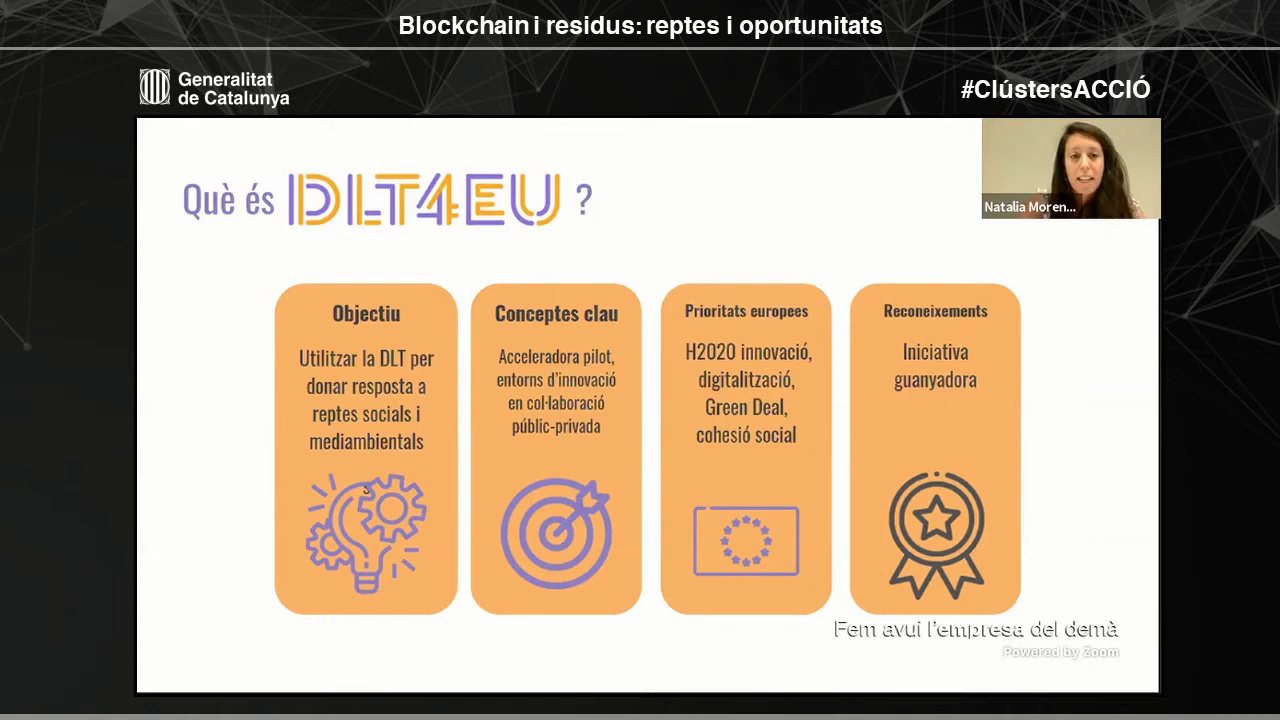 Blockchain i residus: reptes i oportunitats
Generalitat
de Catalunya
#ClústersACCIÓ
Què és DLT4EU ?
Natalia Moren...
Objectiu
Utilitzar la DLT per
donar resposta a
reptes socials i
mediambientals
s
Conceptes clau
Acceleradora pilot,
entorns d'innovació
en col·laboració
públic-privada
Prioritats europees
H2020 innovació,
digitalització,
Green Deal,
cohesió social
Reconeixements
Iniciativa
guanyadora
Fem avui l'empresa del demà
Powered by Zoom